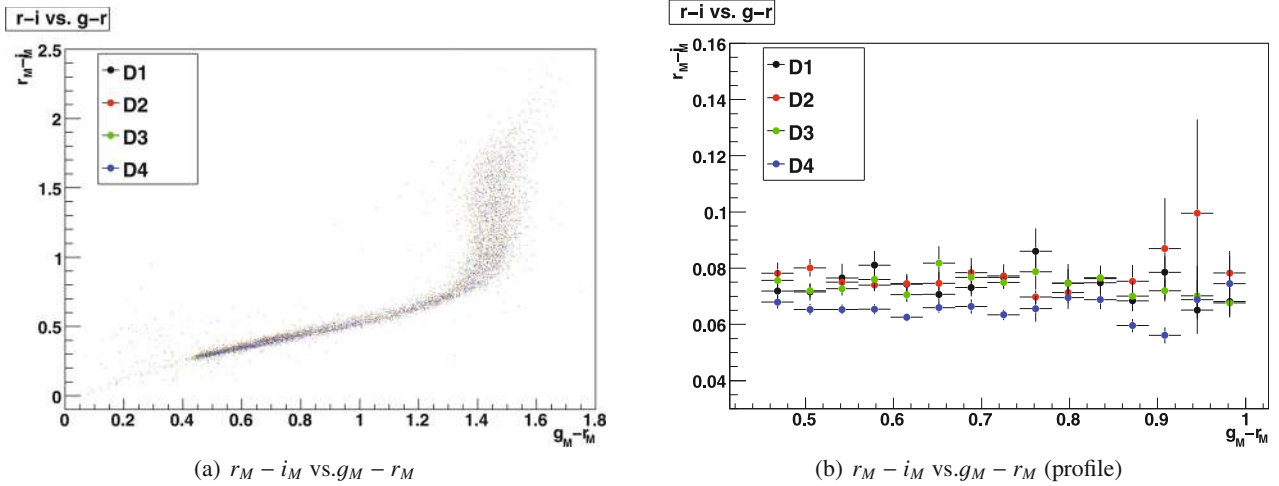 r−i vs. g−r
r_M−i_M
2.5
2
1.5
1
0.5
0
D1
D2
D3
D4
0 0.2 0.4 0.6 0.8 1 1.2 1.4 1.6 1.8
g_M−r_M
(a) r_M − i_M vs.g_M − r_M
r−i vs. g−r
r_M−i_M
0.16
0.14
0.12
0.1
0.08
0.06
0.04
D1
D2
D3
D4
0.5 0.6 0.7 0.8 0.9 1
g_M−r_M
(b) r_M − i_M vs.g_M − r_M (profile)